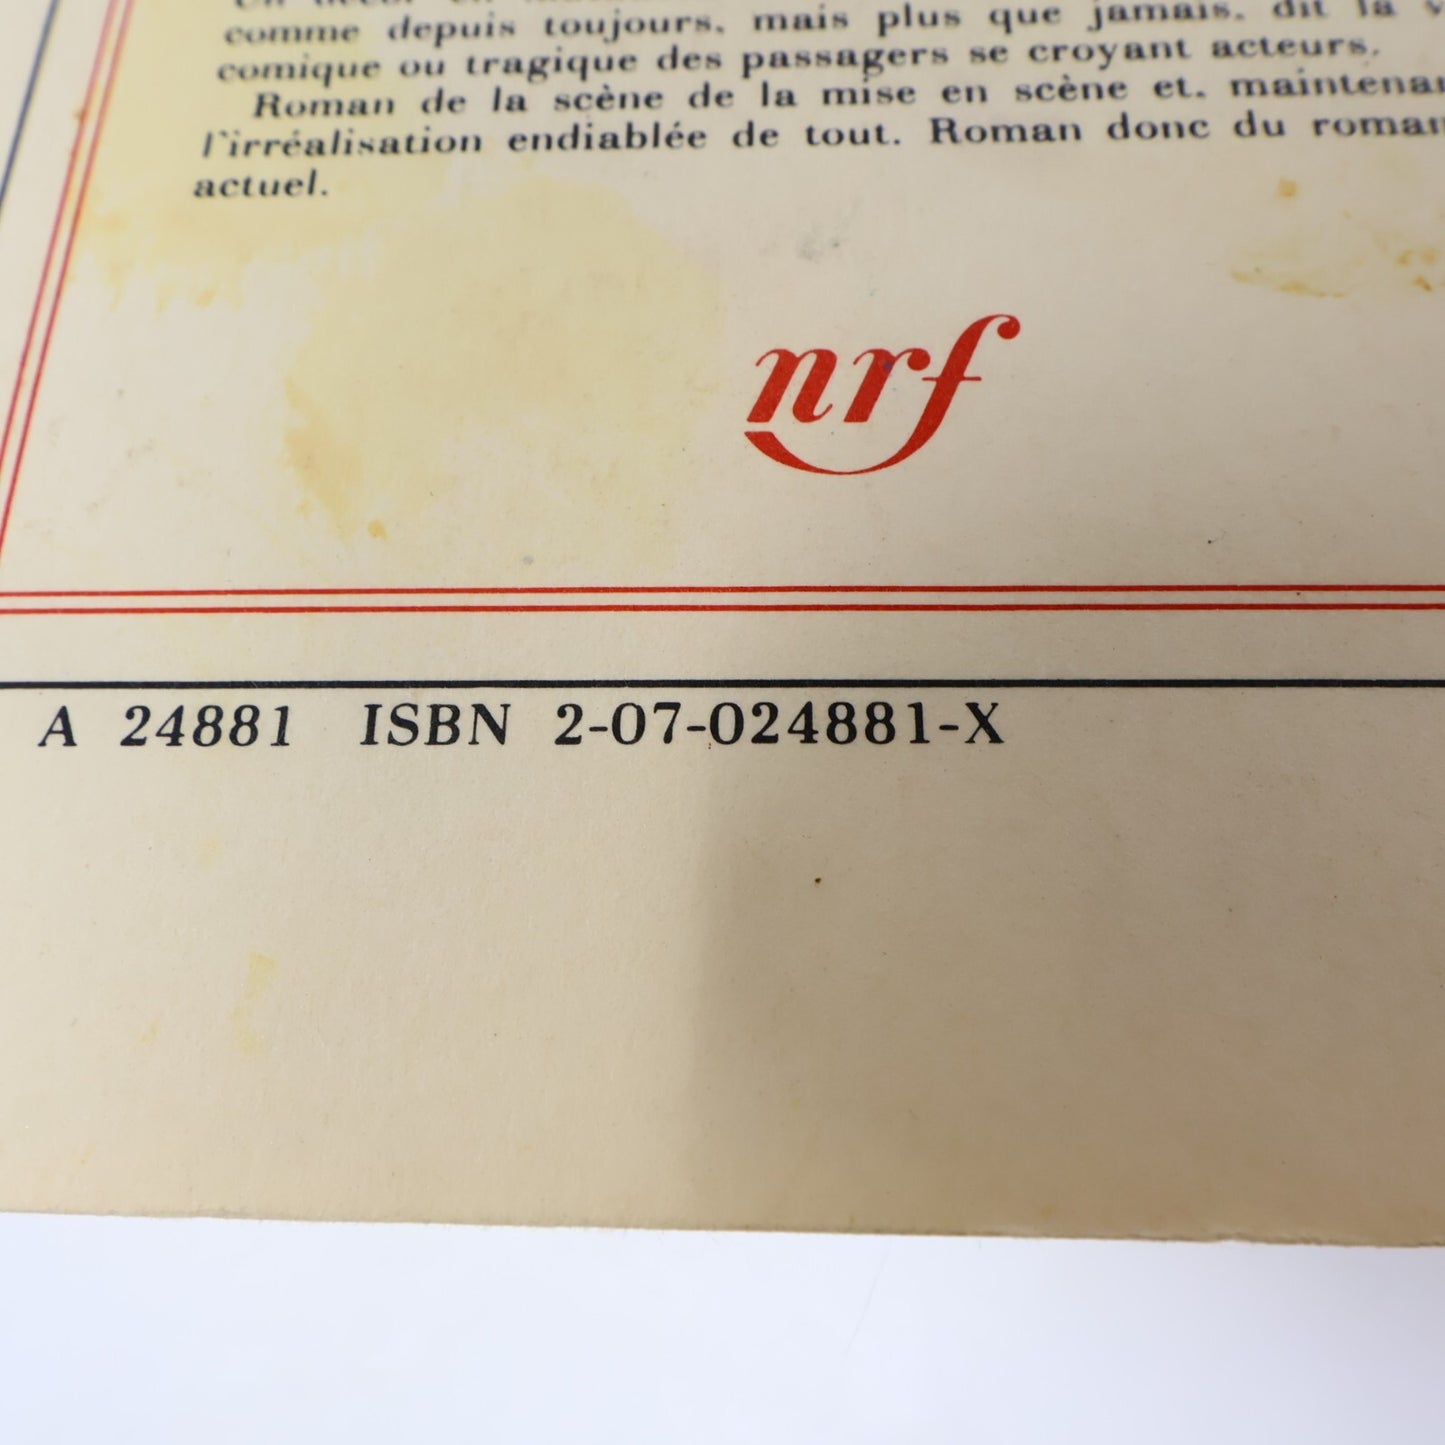 comme depuis toujours, mais plus que jamais, dit la
comique ou tragique des passagers se croyant acteurs.
Roman de la scène de la mise en scène et, maintenan
l'irréalisation endiablée de tout. Roman donc du roman
actuel.
nrf
A 24881 ISBN 2-07-024881-X